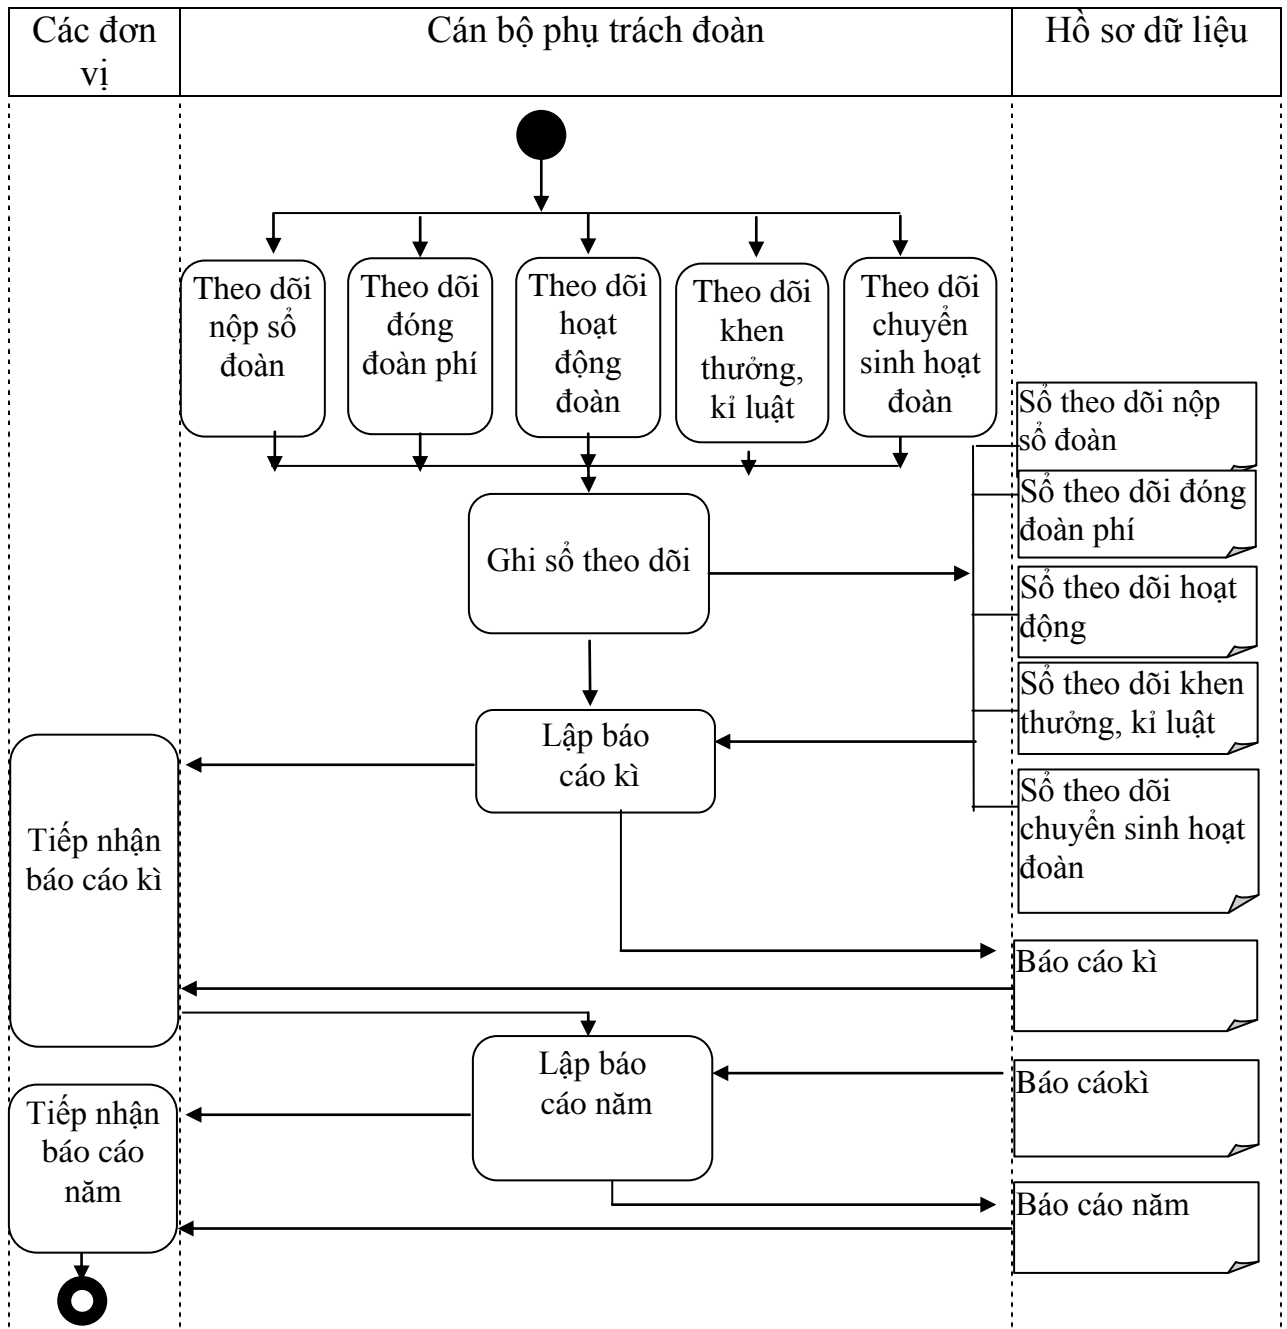 Các đơn
vị
Cán bộ phụ trách đoàn
Hồ sơ dữ liệu
Theo dõi
nộp sổ
đoàn
Theo dõi
đóng
đoàn phí
Theo dõi
hoạt
động
đoàn
Theo dõi
khen
thưởng,
kỉ luật
Theo dõi
chuyển
sinh hoạt
đoàn
Sổ theo dõi nộp
sổ đoàn
Sổ theo dõi đóng
đoàn phí
Ghi sổ theo dõi
Sổ theo dõi hoạt
động
Sổ theo dõi khen
thưởng, kỉ luật
Lập báo
cáo kì
Sổ theo dõi
chuyển sinh hoạt
đoàn
Tiếp nhận
báo cáo kì
Báo cáo kì
Lập báo
cáo năm
Báo cáokì
Tiếp nhận
báo cáo
năm
Báo cáo năm